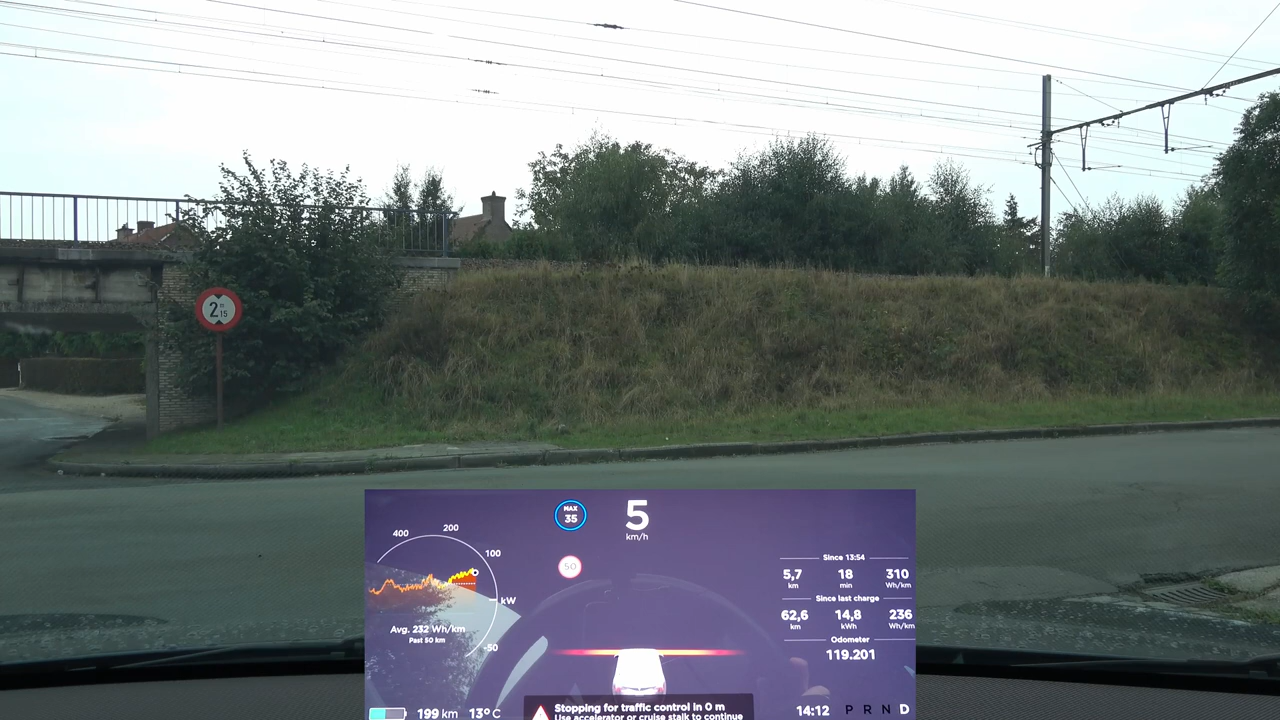 2 m 15
MAX
35
5
km/h
50
400
200
100
kW
-50
Avg. 232 Wh/km
Past 50 km
Since 13:54
5,7 18 310
km min Wh/km
Since last charge
62,6 14,8 236
km kWh Wh/km
Odometer
119.201
199 km 13°C
Stopping for traffic control in 0 m
Use accelerator or cruise stalk to continue
14:12 P R N D